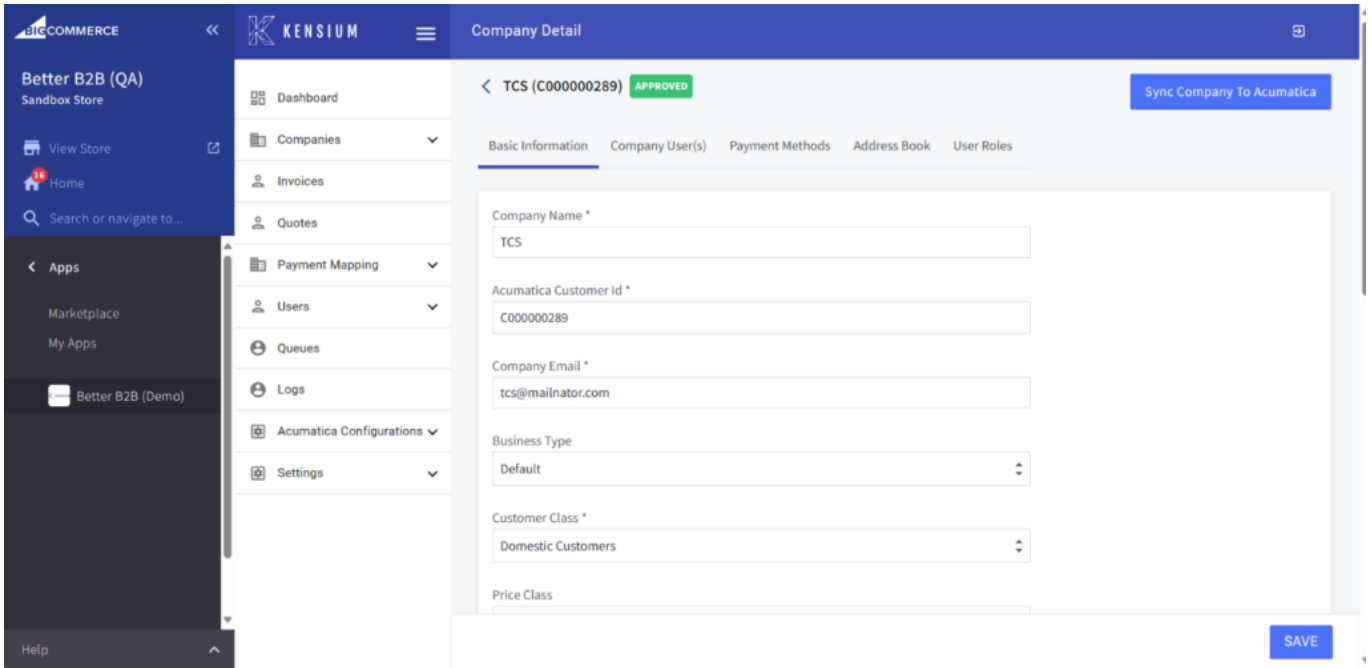 BIGCOMMERCE
Better B2B (QA)
Sandbox Store
View Store
16
Home
Search or navigate to...
Apps
Marketplace
My Apps
Better B2B (Demo)
Help
KENSIUM
Dashboard
Companies
Invoices
Quotes
Payment Mapping
Users
Queues
Logs
Acumatica Configurations
Settings
Company Detail
TCS (C000000289) APPROVED
Sync Company To Acumatica
Basic Information Company User(s) Payment Methods Address Book User Roles
Company Name *
TCS
Acumatica Customer Id *
C000000289
Company Email *
tcs@mailnator.com
Business Type
Default
Customer Class *
Domestic Customers
Price Class
SAVE